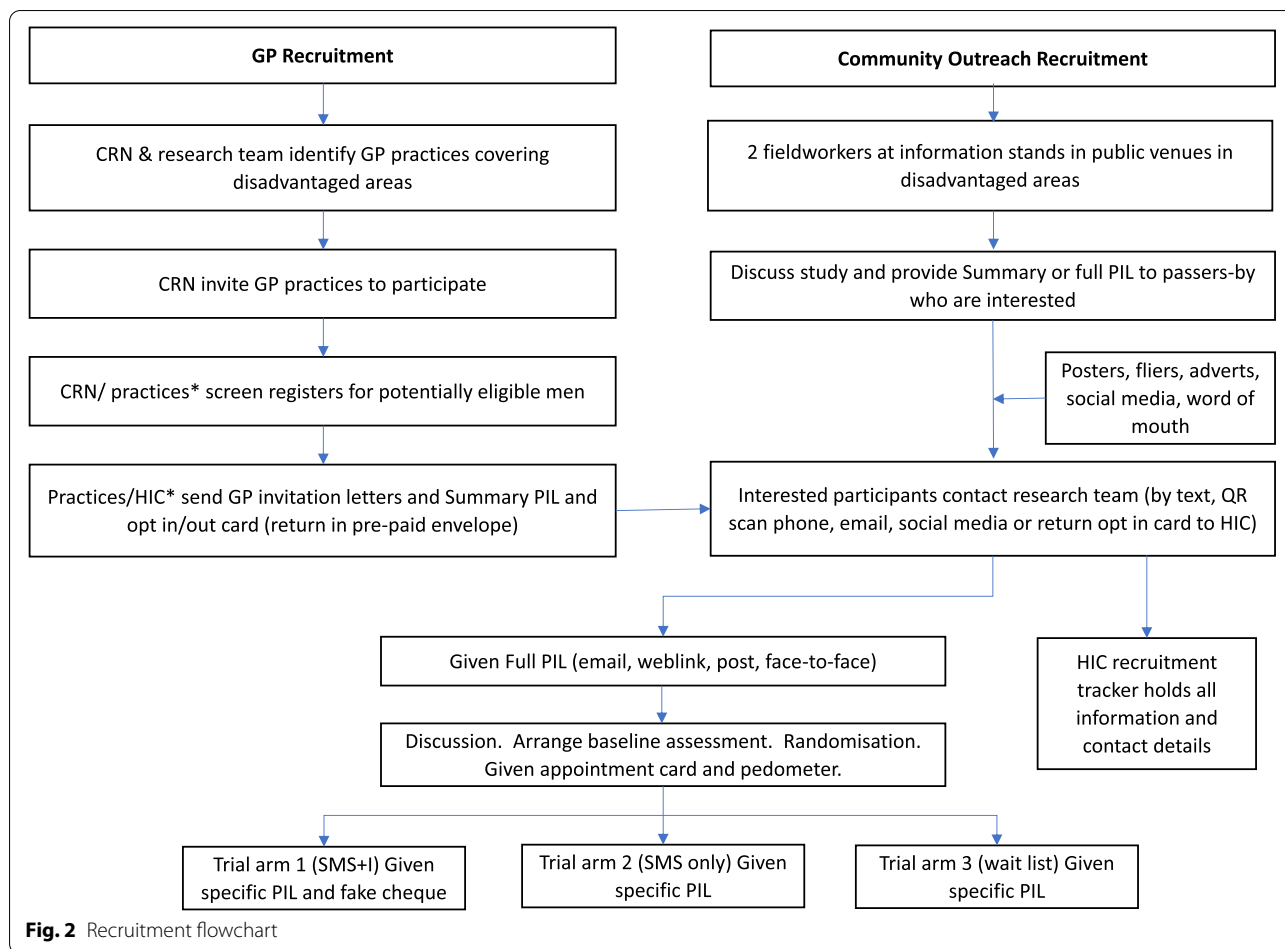 GP Recruitment
CRN & research team identify GP practices covering
disadvantaged areas
CRN invite GP practices to participate
CRN/ practices* screen registers for potentially eligible men
Practices/HIC* send GP invitation letters and Summary PIL and
opt in/out card (return in pre-paid envelope)
Community Outreach Recruitment
2 fieldworkers at information stands in public venues in
disadvantaged areas
Discuss study and provide Summary or full PIL to passers-by
who are interested
Posters, fliers, adverts,
social media, word of
mouth
Interested participants contact research team (by text, QR
scan phone, email, social media or return opt in card to HIC)
Given Full PIL (email, weblink, post, face-to-face)
HIC recruitment
tracker holds all
information and
contact details
Discussion. Arrange baseline assessment. Randomisation.
Given appointment card and pedometer.
Trial arm 1 (SMS+I) Given
specific PIL and fake cheque
Trial arm 2 (SMS only) Given
specific PIL
Trial arm 3 (wait list) Given
specific PIL
Fig. 2 Recruitment flowchart